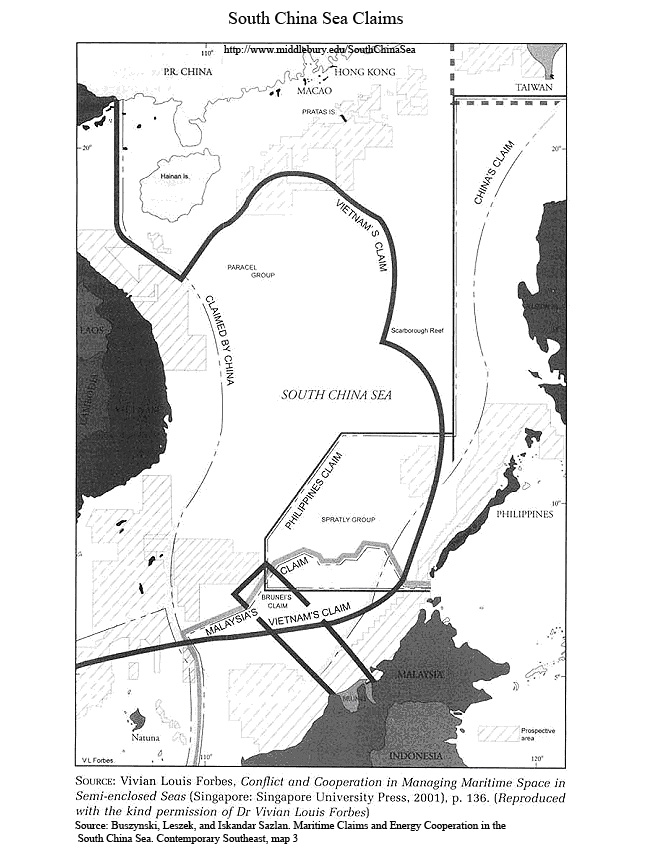 South China Sea Claims
110°
http://www.middlebury.edu/SouthChinaSea
P.R. CHINA
HONG KONG
MACAO
TAIWAN
PRATAS IS.
20°
20°
CHINA'S CLAIM
Hainan Is.
VIETNAM'S CLAIM
PARACEL
GROUP
CLAIMED BY CHINA
LAOS
Scarborough Reef
CAMBODIA
VIETNAM
SOUTH CHINA SEA
PHILIPPINES CLAIM
10°
PHILIPPINES
SPRATLY GROUP
CLAIM
BRUNEI'S
CLAIM
MALAYSIA'S
VIETNAM'S CLAIM
MALAYSIA
5°
BRUNEI
Natuna
Prospective
area
V L Forbes
110°
INDONESIA
120°
SOURCE: Vivian Louis Forbes, Conflict and Cooperation in Managing Maritime Space in
Semi-enclosed Seas (Singapore: Singapore University Press, 2001), p. 136. (Reproduced
with the kind permission of Dr Vivian Louis Forbes)
Source: Buszynski, Leszek, and Iskandar Sazlan. Maritime Claims and Energy Cooperation in the
South China Sea. Contemporary Southeast, map 3